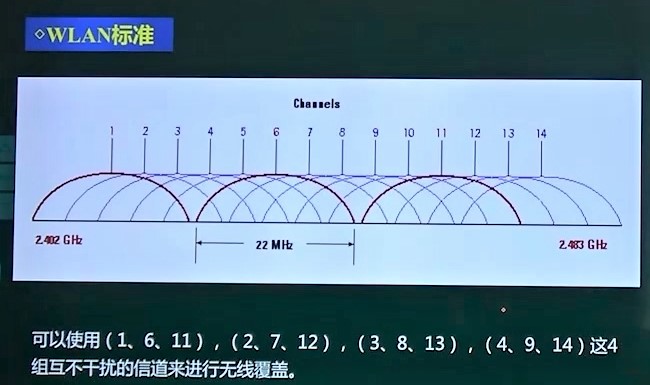 ◇WLAN标准
Channels
1 2 3 4 5 6 7 8 9 10 11 12 13 14
2.402 GHz
22 MHz
2.483 GHz
可以使用(1、6、11),(2、7、12),(3、8、13),(4、9、14)这4
组互不干扰的信道来进行无线覆盖。